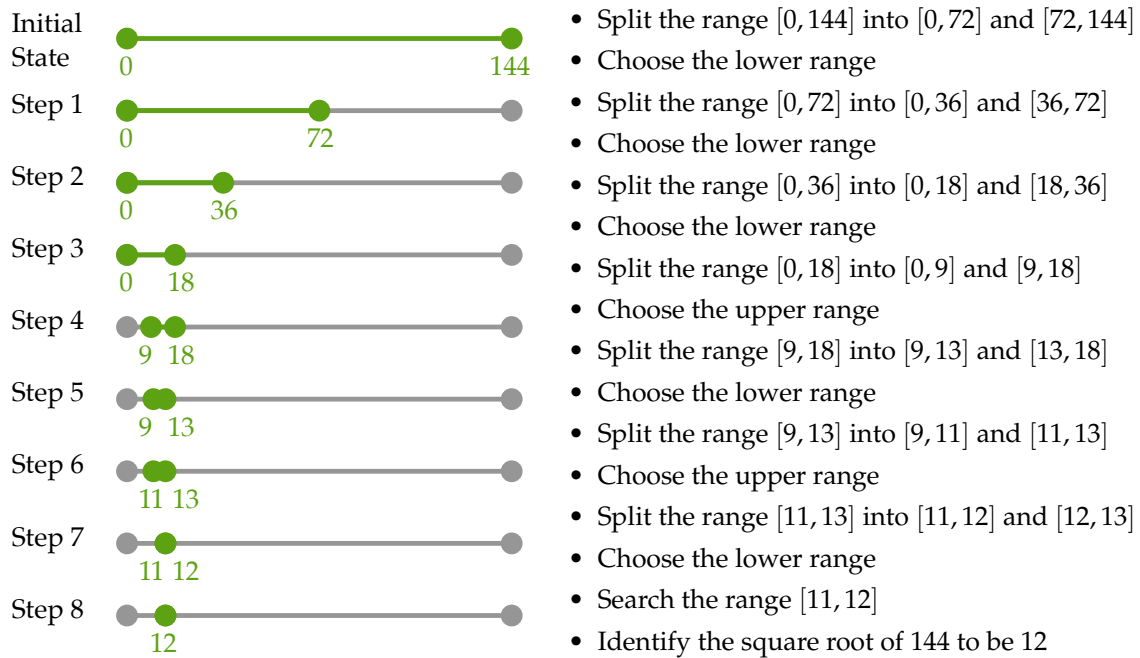 Initial
State
0 144
Step 1
0 72
Step 2
0 36
Step 3
0 18
Step 4
9 18
Step 5
9 13
Step 6
11 13
Step 7
11 12
Step 8
12
• Split the range [0, 144] into [0, 72] and [72, 144]
• Choose the lower range
• Split the range [0, 72] into [0, 36] and [36, 72]
• Choose the lower range
• Split the range [0, 36] into [0, 18] and [18, 36]
• Choose the lower range
• Split the range [0, 18] into [0, 9] and [9, 18]
• Choose the upper range
• Split the range [9, 18] into [9, 13] and [13, 18]
• Choose the lower range
• Split the range [9, 13] into [9, 11] and [11, 13]
• Choose the upper range
• Split the range [11, 13] into [11, 12] and [12, 13]
• Choose the lower range
• Search the range [11, 12]
• Identify the square root of 144 to be 12